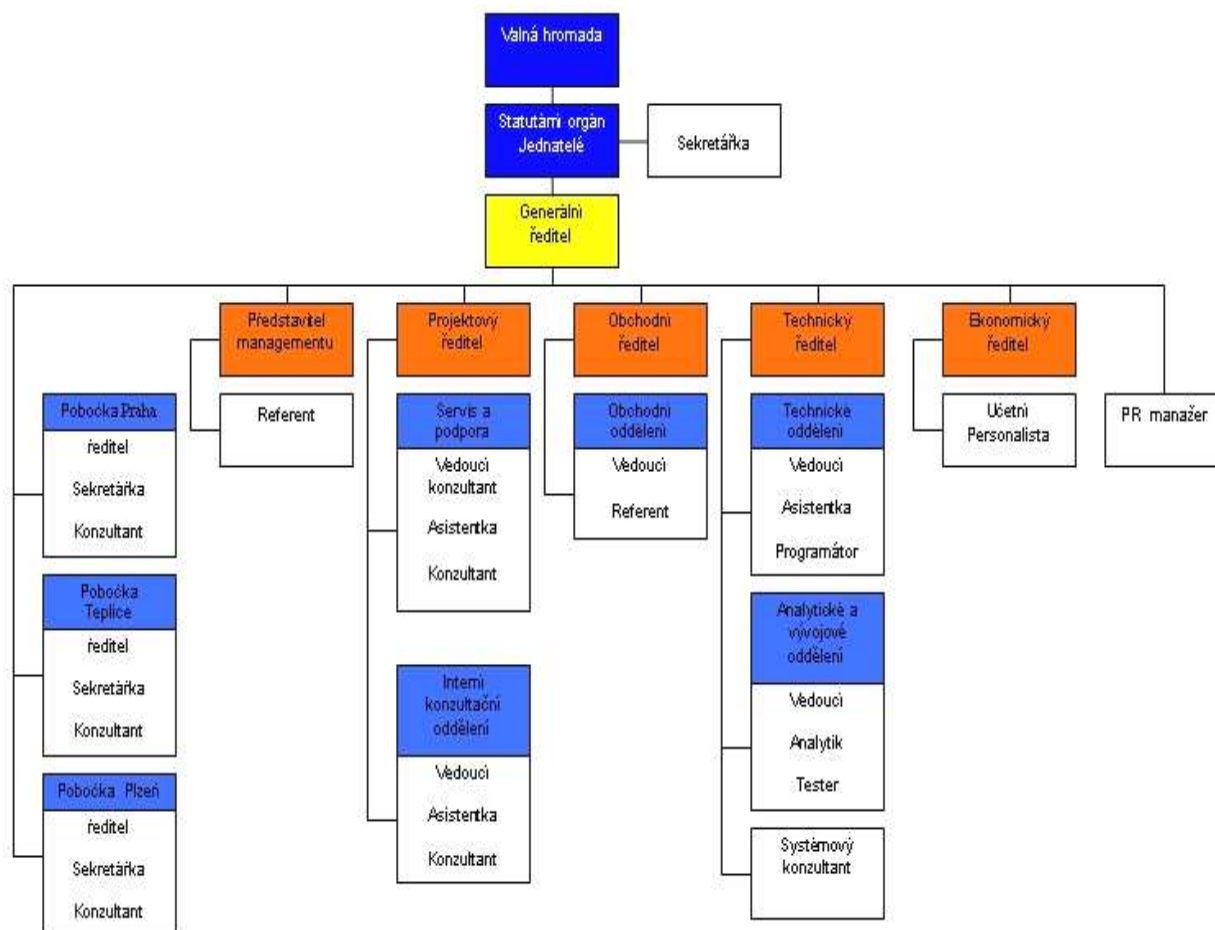 Valná hromada
Statutární orgán
Jednatelé
Sekretářka
Generální
ředitel
Představitel
managementu
Projektový
ředitel
Obchodní
ředitel
Technický
ředitel
Ekonomický
ředitel
Pobočka Praha
ředitel
Sekretářka
Konzultant
Pobočka
Teplice
ředitel
Sekretářka
Konzultant
Pobočka Plzeň
ředitel
Sekretářka
Konzultant
Referent
Servis a
podpora
Vedoucí
konzultant
Asistentka
Konzultant
Interní
konzultační
oddělení
Vedoucí
Asistentka
Konzultant
Obchodní
oddělení
Vedoucí
Referent
Technické
oddělení
Vedoucí
Asistentka
Programátor
Analytické a
vývojové
oddělení
Vedoucí
Analytik
Tester
Systémový
konzultant
Účetní
Personalista
PR manažer